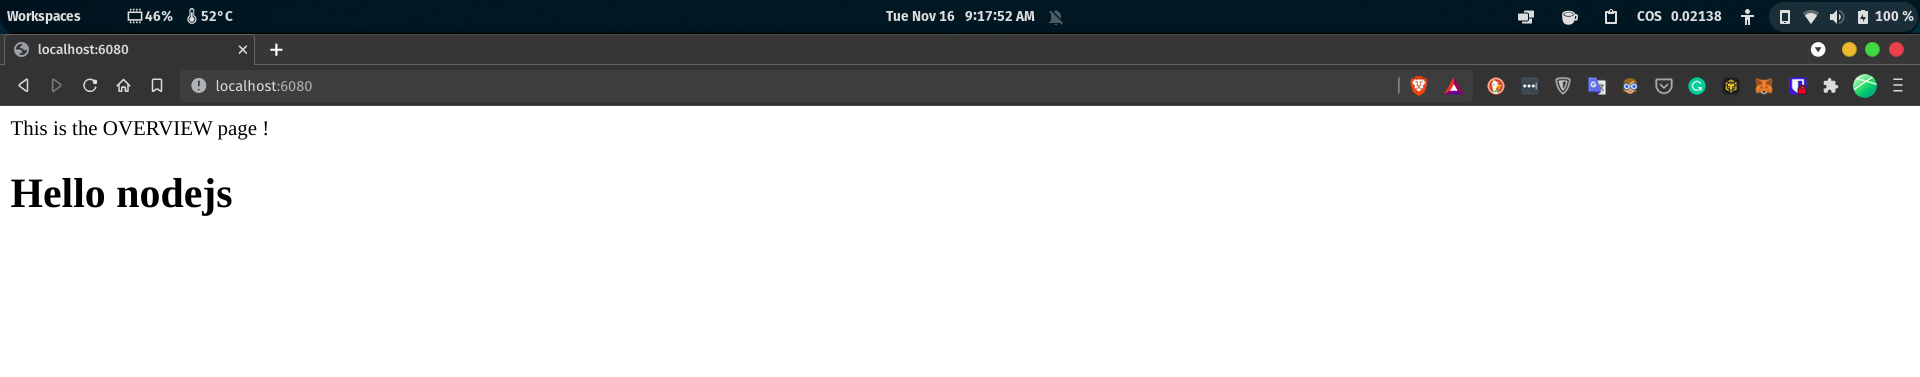 Workspaces 46% 52°C Tue Nov 16 9:17:52 AM COS 0.02138 100 %
localhost:6080
localhost:6080
This is the OVERVIEW page !
Hello nodejs